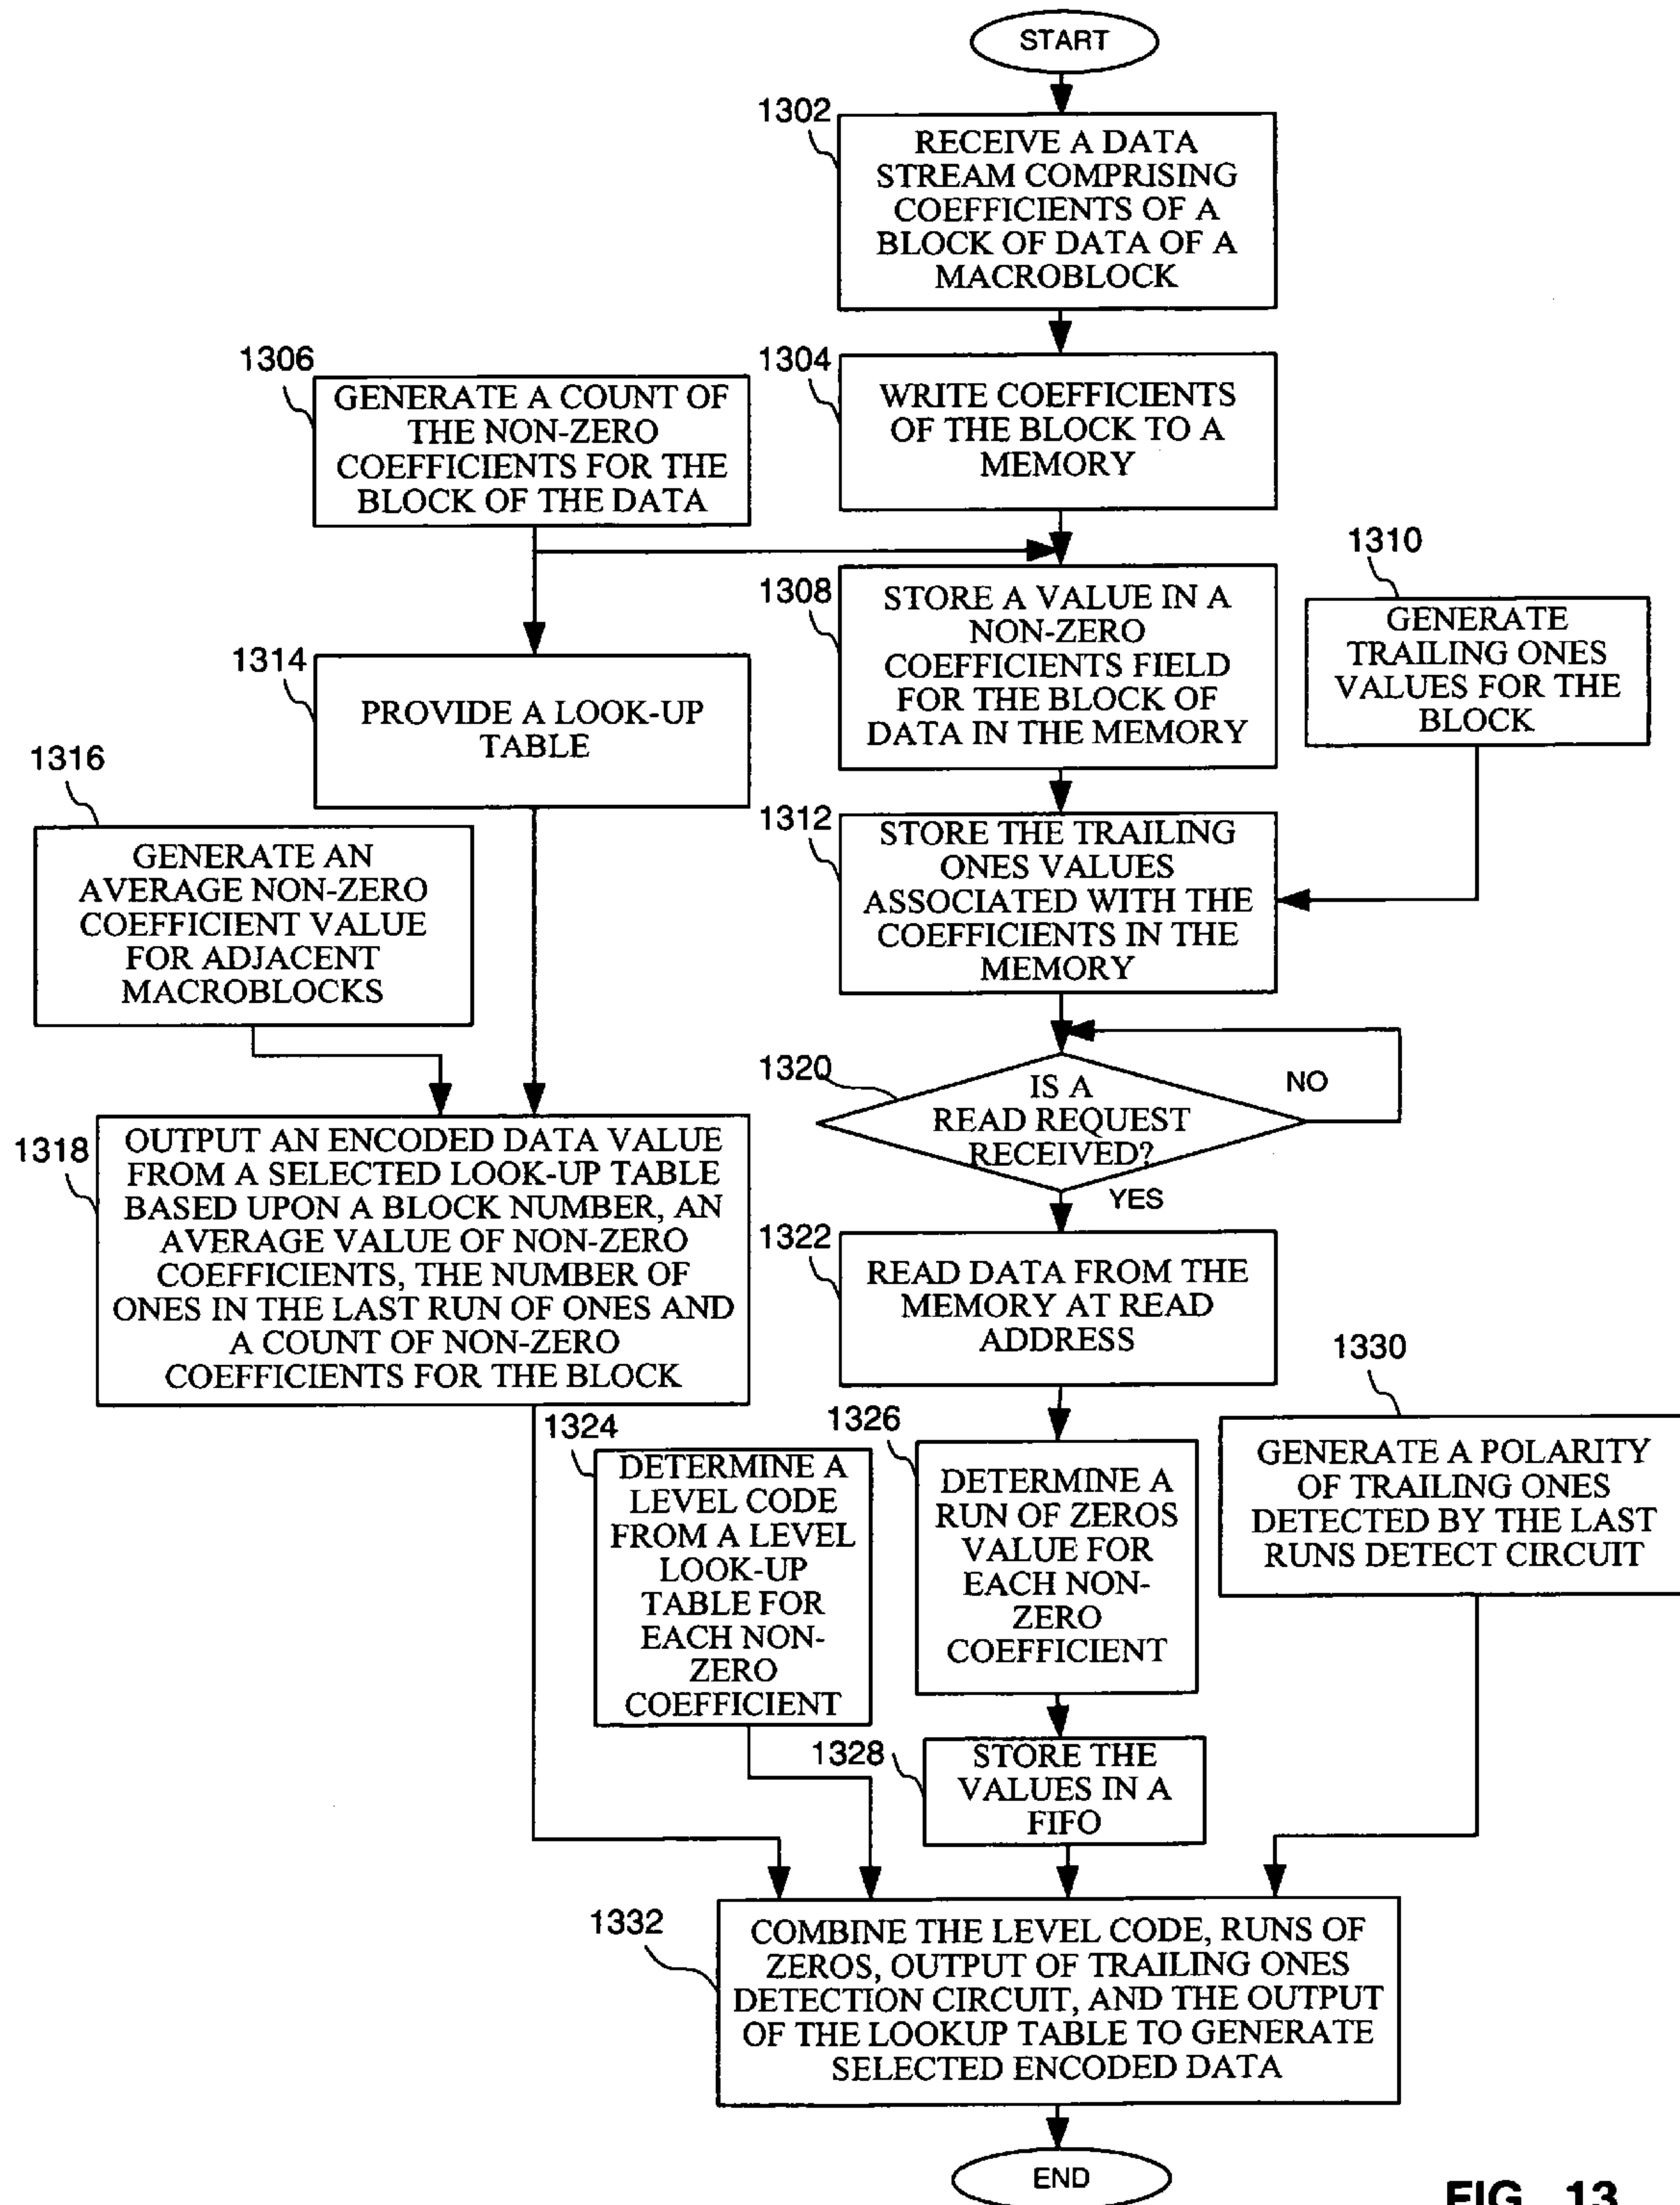 START
1302
RECEIVE A DATA
STREAM COMPRISING
COEFFICIENTS OF A
BLOCK OF DATA OF A
MACROBLOCK
1304
WRITE COEFFICIENTS
OF THE BLOCK TO A
MEMORY
1306
GENERATE A COUNT OF
THE NON-ZERO
COEFFICIENTS FOR THE
BLOCK OF THE DATA
1308
STORE A VALUE IN A
NON-ZERO
COEFFICIENTS FIELD
FOR THE BLOCK OF
DATA IN THE MEMORY
1310
GENERATE
TRAILING ONES
VALUES FOR THE
BLOCK
1314
PROVIDE A LOOK-UP
TABLE
1312
STORE THE TRAILING
ONES VALUES
ASSOCIATED WITH THE
COEFFICIENTS IN THE
MEMORY
1316
GENERATE AN
AVERAGE NON-ZERO
COEFFICIENT VALUE
FOR ADJACENT
MACROBLOCKS
1320
IS A
READ REQUEST
RECEIVED?
NO
YES
1318
OUTPUT AN ENCODED DATA VALUE
FROM A SELECTED LOOK-UP TABLE
BASED UPON A BLOCK NUMBER, AN
AVERAGE VALUE OF NON-ZERO
COEFFICIENTS, THE NUMBER OF
ONES IN THE LAST RUN OF ONES AND
A COUNT OF NON-ZERO
COEFFICIENTS FOR THE BLOCK
1322
READ DATA FROM THE
MEMORY AT READ
ADDRESS
1324
DETERMINE A
LEVEL CODE
FROM A LEVEL
LOOK-UP
TABLE FOR
EACH NON-
ZERO
COEFFICIENT
1326
DETERMINE A
RUN OF ZEROS
VALUE FOR
EACH NON-
ZERO
COEFFICIENT
1330
GENERATE A POLARITY
OF TRAILING ONES
DETECTED BY THE LAST
RUNS DETECT CIRCUIT
1328
STORE THE
VALUES IN A
FIFO
1332
COMBINE THE LEVEL CODE, RUNS OF
ZEROS, OUTPUT OF TRAILING ONES
DETECTION CIRCUIT, AND THE OUTPUT
OF THE LOOKUP TABLE TO GENERATE
SELECTED ENCODED DATA
END
FIG. 13